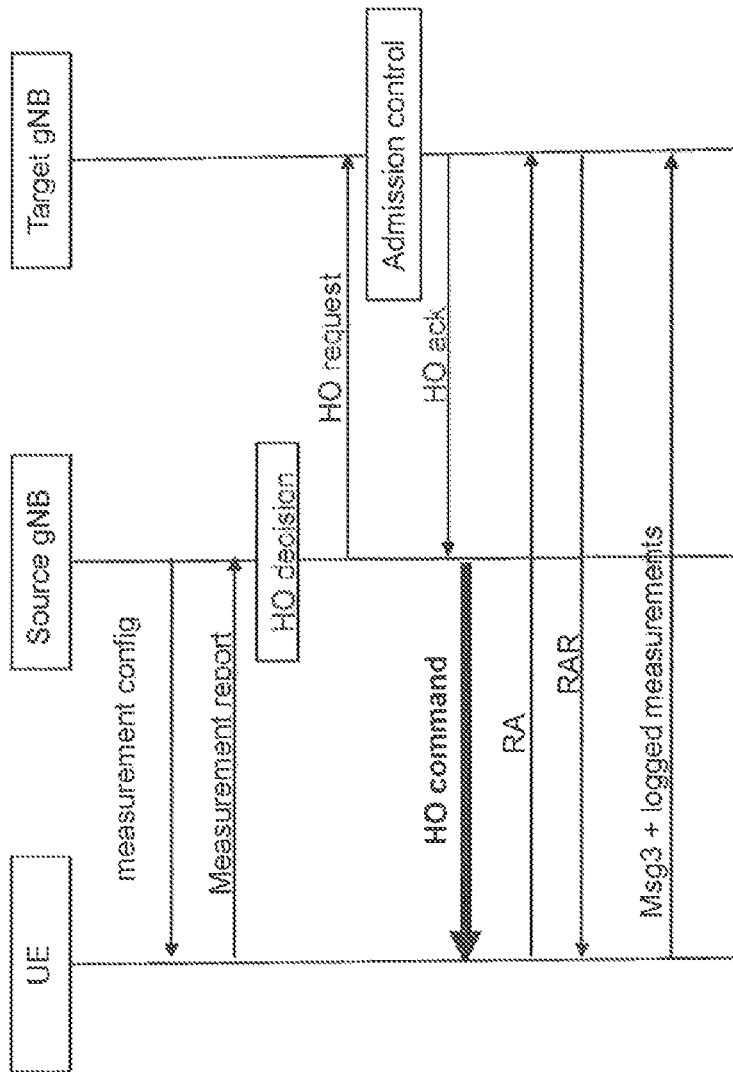 UE
Source gNB
Target gNB
measurement config
Measurement report
HO decision
HO request
Admission control
HO ack
HO command
RA
RAR
Msg3 + logged measurements